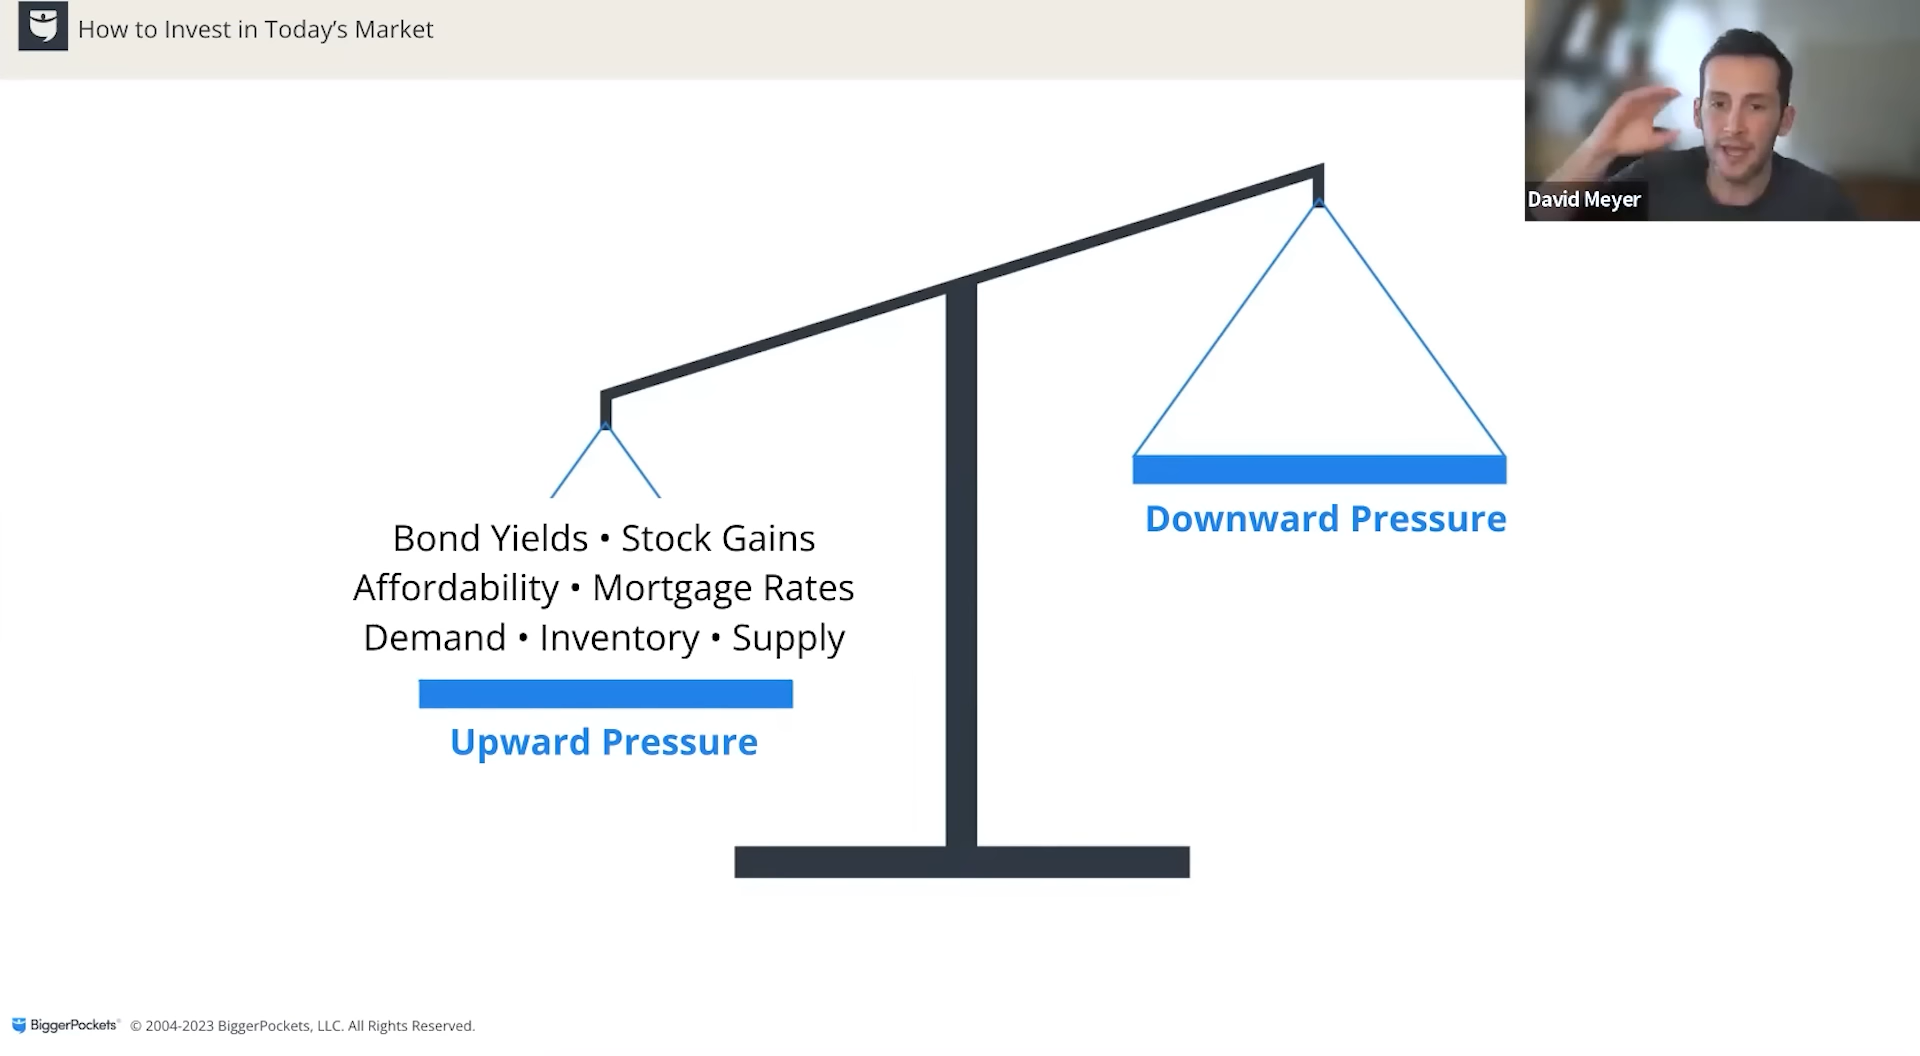 How to Invest in Today’s Market
David Meyer
Bond Yields • Stock Gains
Affordability • Mortgage Rates
Demand • Inventory • Supply
Upward Pressure
Downward Pressure
BiggerPockets® © 2004-2023 BiggerPockets, LLC. All Rights Reserved.